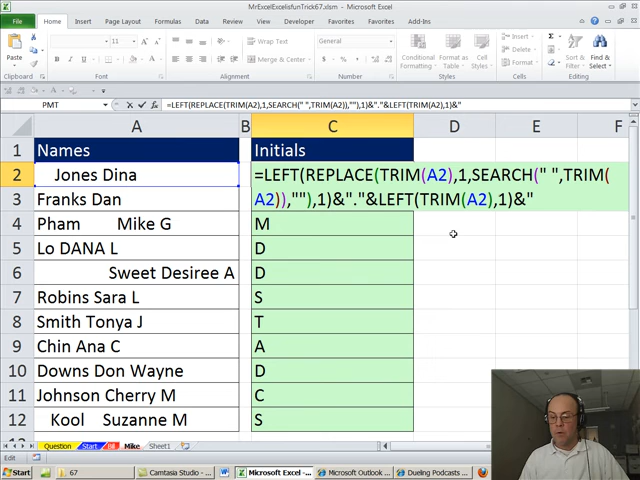 MrExcelExcelisfunTrick67.xlsm - Microsoft Excel
File Home Insert Page Layout Formulas Data Review View Developer Add-Ins
Paste
B I U
11
A A
Wrap Text
Merge & Center
General
$ % ,
Conditional Formatting
Format as Table
Cell Styles
Insert
Delete
Format
Sort & Filter
Find & Select
Clipboard Font Alignment Number Styles Cells Editing
PMT
=LEFT(REPLACE(TRIM(A2),1,SEARCH(" ",TRIM(A2)),""),1)&"."&LEFT(TRIM(A2),1)&"
A B C D E F
1 Names Initials
2 Jones Dina =LEFT(REPLACE(TRIM(A2),1,SEARCH(" ",TRIM(
3 Franks Dan A2)),""),1)&"."&LEFT(TRIM(A2),1)&"
4 Pham Mike G M
5 Lo DANA L D
6 Sweet Desiree A D
7 Robins Sara L S
8 Smith Tonya J T
9 Chin Ana C A
10 Downs Don Wayne D
11 Johnson Cherry M C
12 Kool Suzanne M S
Question Start Bill Mike Sheet1
Start 67 Camtasia Studio - ... Microsoft Excel ... Microsoft Outlook ... Dueling Podcasts ...